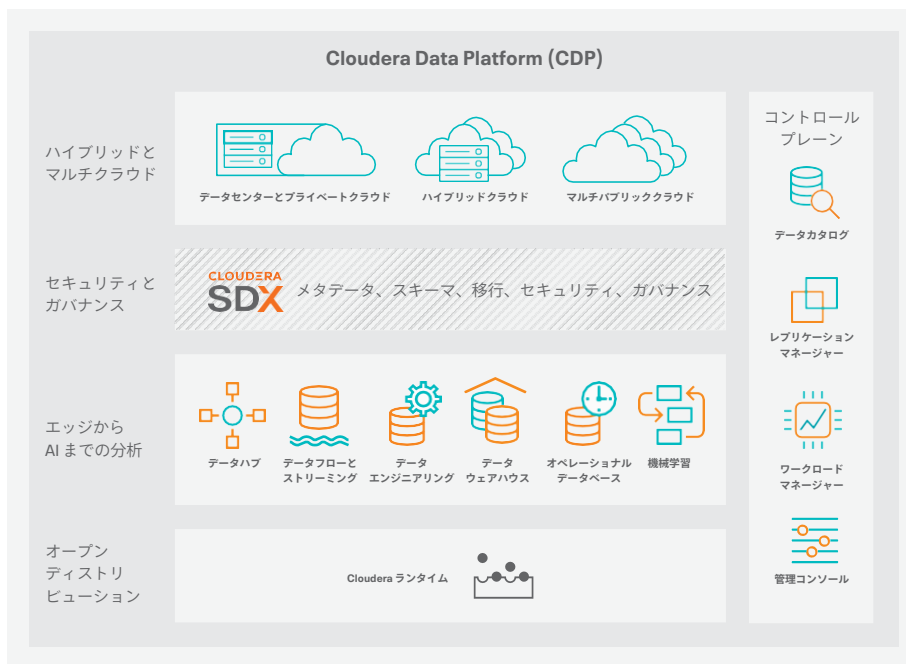 Cloudera Data Platform (CDP)
ハイブリッドと
マルチクラウド
データセンターとプライベートクラウド
ハイブリッドクラウド
マルチパブリッククラウド
セキュリティと
ガバナンス
CLOUDERA
SDX
メタデータ、スキーマ、移行、セキュリティ、ガバナンス
エッジから
AI までの分析
データハブ
データフローと
ストリーミング
データ
エンジニアリング
データ
ウェアハウス
オペレーショナル
データベース
機械学習
オープン
ディストリ
ビューション
Cloudera ランタイム
コントロール
プレーン
データカタログ
レプリケーション
マネージャー
ワークロード
マネージャー
管理コンソール